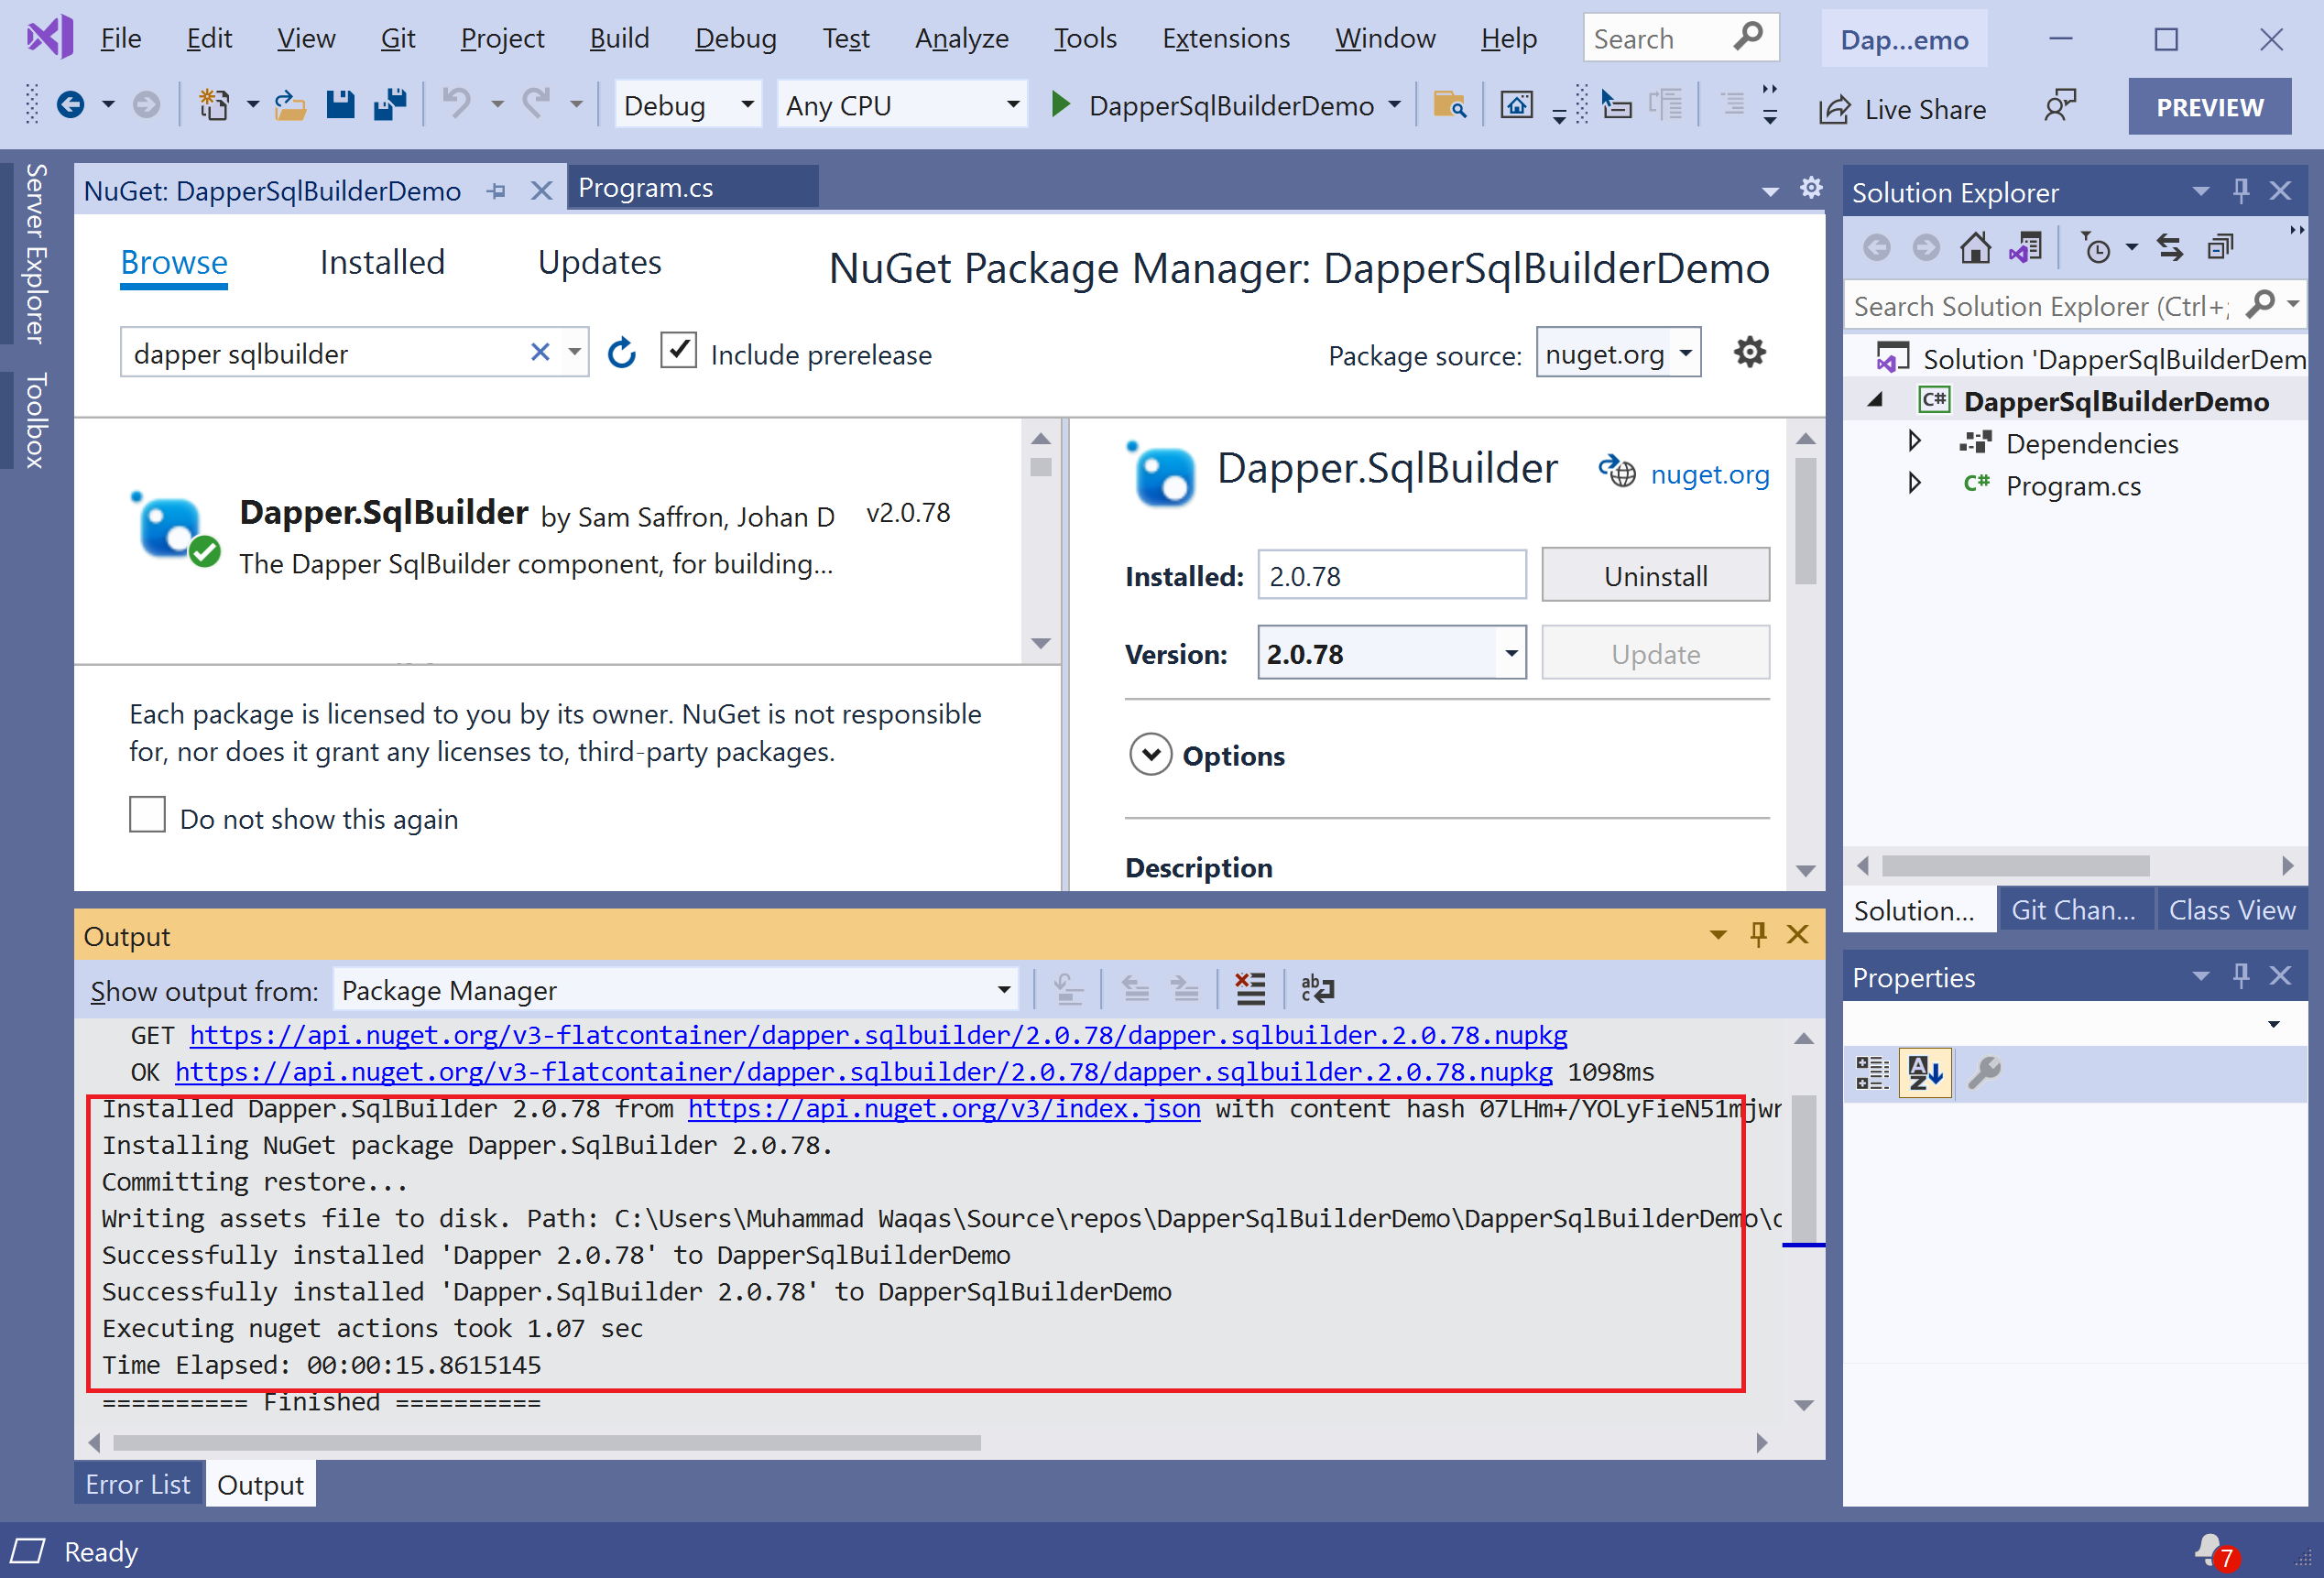 File Edit View Git Project Build Debug Test Analyze Tools Extensions Window Help Search Dap...emo
Debug Any CPU DapperSqlBuilderDemo Live Share PREVIEW
Server Explorer
Toolbox
NuGet: DapperSqlBuilderDemo Program.cs
Browse Installed Updates NuGet Package Manager: DapperSqlBuilderDemo
dapper sqlbuilder Include prerelease Package source: nuget.org
Dapper.SqlBuilder by Sam Saffron, Johan D v2.0.78
The Dapper SqlBuilder component, for building...
Each package is licensed to you by its owner. NuGet is not responsible
for, nor does it grant any licenses to, third-party packages.
Do not show this again
Dapper.SqlBuilder nuget.org
Installed: 2.0.78 Uninstall
Version: 2.0.78 Update
Options
Description
Output
Show output from: Package Manager
GET https://api.nuget.org/v3-flatcontainer/dapper.sqlbuilder/2.0.78/dapper.sqlbuilder.2.0.78.nupkg
OK https://api.nuget.org/v3-flatcontainer/dapper.sqlbuilder/2.0.78/dapper.sqlbuilder.2.0.78.nupkg 1098ms
Installed Dapper.SqlBuilder 2.0.78 from https://api.nuget.org/v3/index.json with content hash
Installing NuGet package Dapper.SqlBuilder 2.0.78.
Committing restore...
Writing assets file to disk. Path: C:\Users\Muhammad Waqas\Source\repos\DapperSqlBuilderDemo\DapperSqlBuilderDemo\
Successfully installed 'Dapper 2.0.78' to DapperSqlBuilderDemo
Successfully installed 'Dapper.SqlBuilder 2.0.78' to DapperSqlBuilderDemo
Executing nuget actions took 1.07 sec
Time Elapsed: 00:00:15.8615145
========== Finished ==========
Error List Output
Solution Explorer
Search Solution Explorer (Ctrl+;
Solution 'DapperSqlBuilderDem
C# DapperSqlBuilderDemo
Dependencies
C# Program.cs
Solution... Git Chan... Class View
Properties
Ready 7